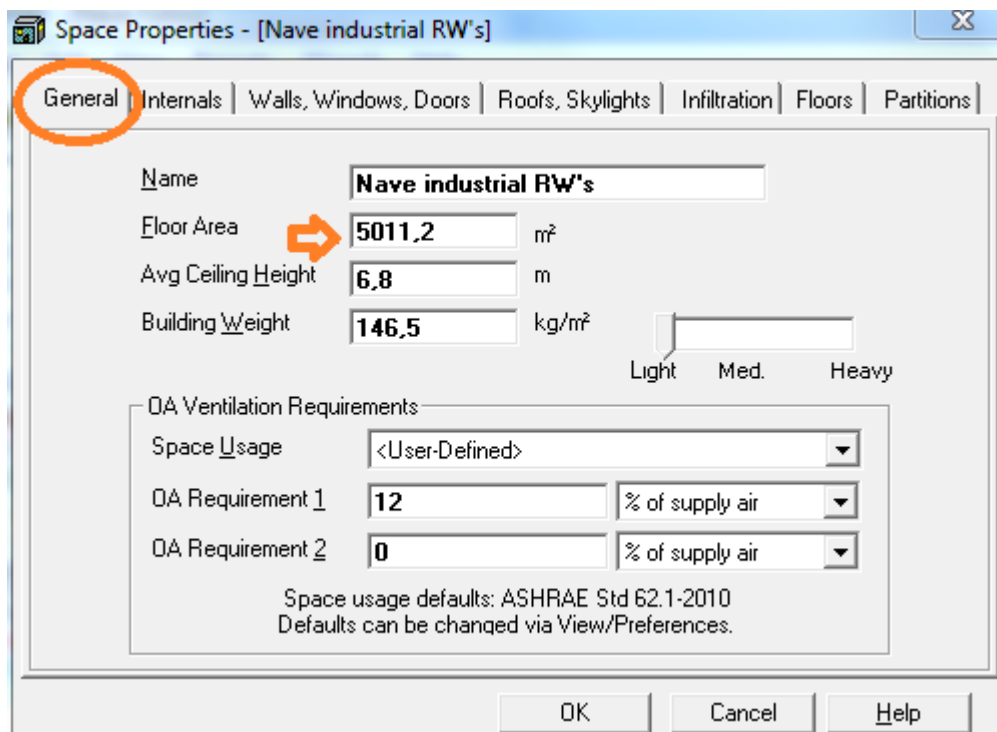 Space Properties - [Nave industrial RW's]
General Internals Walls, Windows, Doors Roofs, Skylights Infiltration Floors Partitions
Name Nave industrial RW's
Floor Area 5011,2 m²
Avg Ceiling Height 6,8 m
Building Weight 146,5 kg/m²
Light Med. Heavy
OA Ventilation Requirements
Space Usage <User-Defined>
OA Requirement 1 12 % of supply air
OA Requirement 2 0 % of supply air
Space usage defaults: ASHRAE Std 62.1-2010
Defaults can be changed via View/Preferences.
OK Cancel Help